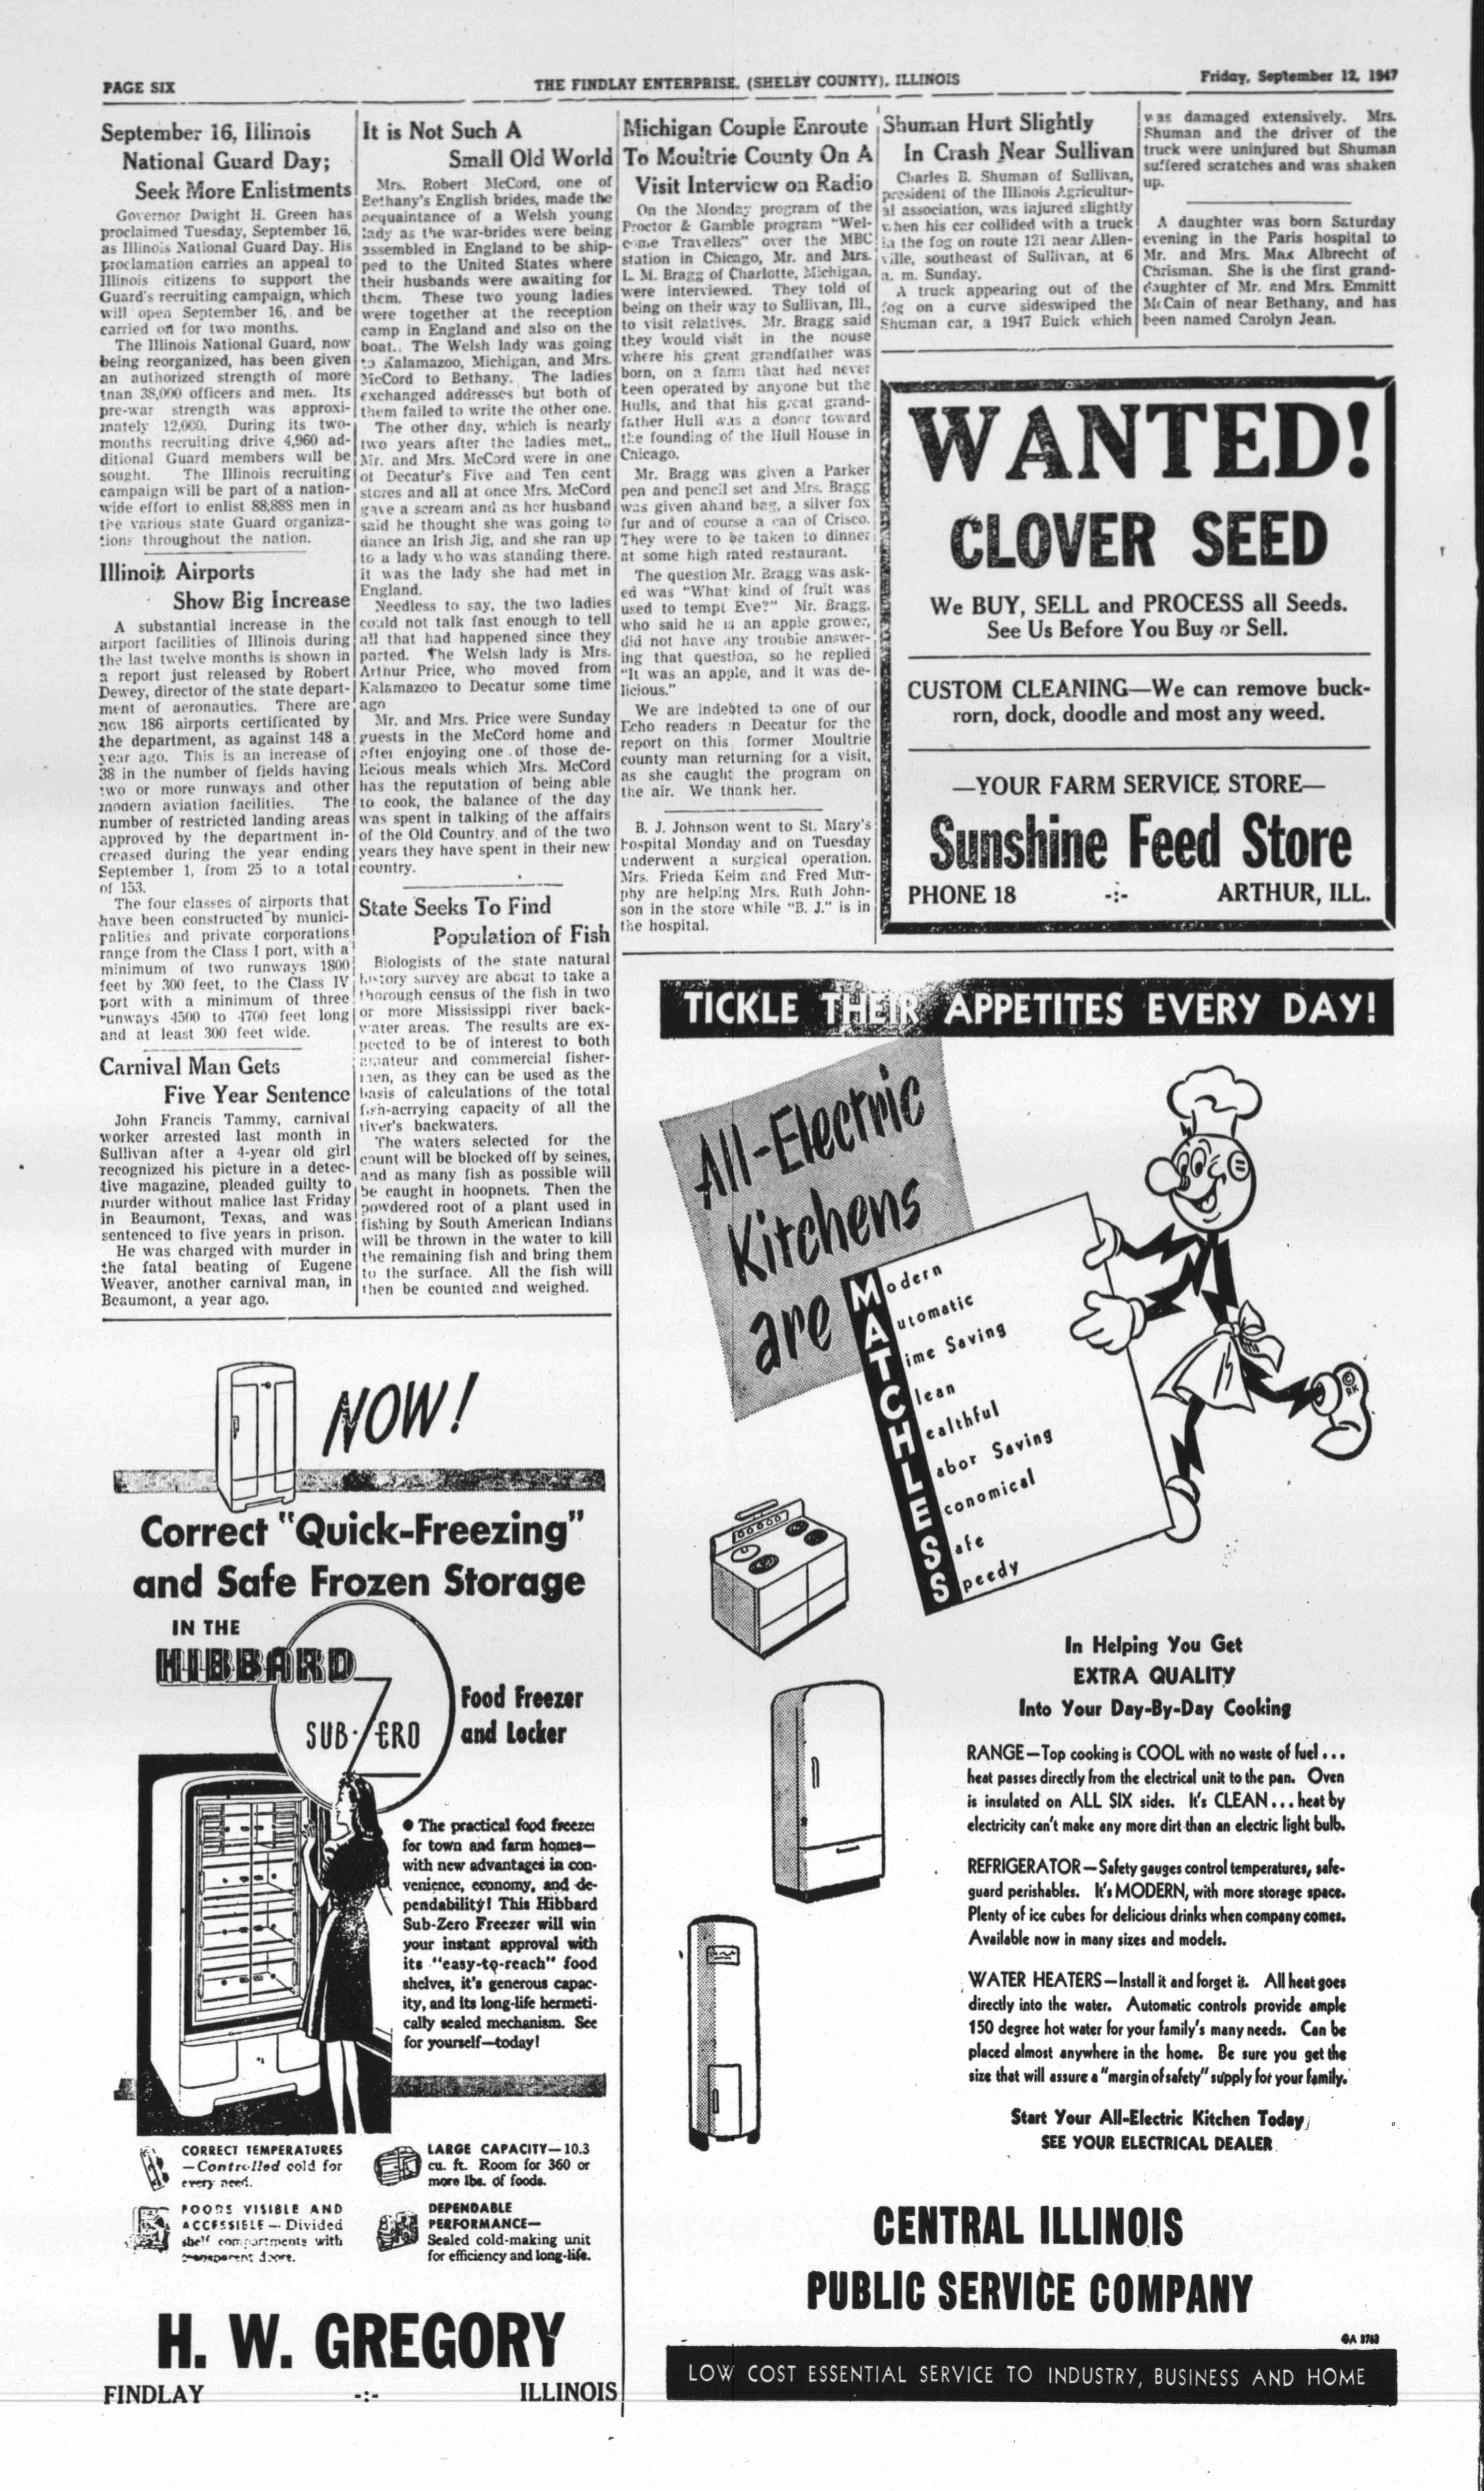 PAGE SIX
THE FINDLAY ENTERPRISE, (SHELBY COUNTY), ILLINOIS
Friday, September 12, 1947
September 16, Illinois
National Guard Day;
Seek More Enlistments
Governor Dwight H. Green has
proclaimed Tuesday, September 16,
as Illinois National Guard Day. His
proclamation carries an appeal to
Illinois citizens to support the
Guard's recruiting campaign, which
will open September 16, and be
carried on for two months.
The Illinois National Guard, now
being reorganized, has been given
an authorized strength of more
tnan 38,000 officers and men. Its
pre-war strength was approxi-
mately 12,000. During its two-
months recruiting drive 4,960 ad-
ditional Guard members will be
sought. The Illinois recruiting
campaign will be part of a nation-
wide effort to enlist 88,888 men in
the various state Guard organiza-
tions throughout the nation.
Illinois Airports
Show Big Increase
A substantial increase in the
airport facilities of Illinois during
the last twelve months is shown in
a report just released by Robert
Dewey, director of the state depart-
ment of aeronautics. There are
now 186 airports certificated by
the department, as against 148 a
year ago. This is an increase of
38 in the number of fields having
two or more runways and other
modern aviation facilities. The
number of restricted landing areas
approved by the department in-
creased during the year ending
September 1, from 25 to a total
of 153.
The four classes of airports that
have been constructed by munici-
palities and private corporations
range from the Class I port, with a
minimum of two runways 1800
feet by 300 feet, to the Class IV
port with a minimum of three
runways 4500 to 4700 feet long
and at least 300 feet wide.
Carnival Man Gets
Five Year Sentence
John Francis Tammy, carnival
worker arrested last month in
Sullivan after a 4-year old girl
recognized his picture in a detec-
tive magazine, pleaded guilty to
murder without malice last Friday
in Beaumont, Texas, and was
sentenced to five years in prison.
He was charged with murder in
the fatal beating of Eugene
Weaver, another carnival man, in
Beaumont, a year ago.
It is Not Such A
Small Old World
Mrs. Robert McCord, one of
Bethany's English brides, made the
acquaintance of a Welsh young
lady as the war-brides were being
assembled in England to be ship-
ped to the United States where
their husbands were awaiting for
them. These two young ladies
were together at the reception
camp in England and also on the
boat.. The Welsh lady was going
to Kalamazoo, Michigan, and Mrs.
McCord to Bethany. The ladies
exchanged addresses but both of
them failed to write the other one.
The other day, which is nearly
two years after the ladies met,,
Mr. and Mrs. McCord were in one
of Decatur's Five and Ten cent
stores and all at once Mrs. McCord
gave a scream and as her husband
said he thought she was going to
dance an Irish Jig, and she ran up
to a lady who was standing there.
it was the lady she had met in
England.
Needless to say, the two ladies
could not talk fast enough to tell
all that had happened since they
parted. The Welsh lady is Mrs.
Arthur Price, who moved from
Kalamazoo to Decatur some time
ago
Mr. and Mrs. Price were Sunday
guests in the McCord home and
after enjoying one of those de-
licious meals which Mrs. McCord
has the reputation of being able
to cook, the balance of the day
was spent in talking of the affairs
of the Old Country and of the two
years they have spent in their new
country.
State Seeks To Find
Population of Fish
Biologists of the state natural
history survey are about to take a
thorough census of the fish in two
or more Mississippi river back-
water areas. The results are ex-
pected to be of interest to both
amateur and commercial fisher-
men, as they can be used as the
basis of calculations of the total
fish-acrrying capacity of all the
river's backwaters.
The waters selected for the
count will be blocked off by seines,
and as many fish as possible will
be caught in hoopnets. Then the
powdered root of a plant used in
fishing by South American Indians
will be thrown in the water to kill
the remaining fish and bring them
to the surface. All the fish will
then be counted and weighed.
Michigan Couple Enroute
To Moultrie County On A
Visit Interview on Radio
On the Monday program of the
Proctor & Gamble program "Wel-
come Travellers" over the MBC
station in Chicago, Mr. and Mrs.
L. M. Bragg of Charlotte, Michigan,
were interviewed. They told of
being on their way to Sullivan, Ill.,
to visit relatives. Mr. Bragg said
they would visit in the nouse
where his great grandfather was
born, on a farm that had never
been operated by anyone but the
Hulls, and that his great grand-
father Hull was a donor toward
the founding of the Hull House in
Chicago.
Mr. Bragg was given a Parker
pen and pencil set and Mrs. Bragg
was given ahand bag, a silver fox
fur and of course a can of Crisco.
They were to be taken to dinner
at some high rated restaurant.
The question Mr. Bragg was ask-
ed was "What kind of fruit was
used to tempt Eve?" Mr. Bragg,
who said he is an apple grower,
did not have any trouble answer-
ing that question, so he replied
"It was an apple, and it was de-
licious."
We are indebted to one of our
Echo readers in Decatur for the
report on this former Moultrie
county man returning for a visit,
as she caught the program on
the air. We thank her.
B. J. Johnson went to St. Mary's
hospital Monday and on Tuesday
underwent a surgical operation.
Mrs. Frieda Keim and Fred Mur-
phy are helping Mrs. Ruth John-
son in the store while "B. J." is in
the hospital.
Shuman Hurt Slightly
In Crash Near Sullivan
Charles B. Shuman of Sullivan,
president of the Illinois Agricultur-
al association, was injured slightly
when his car collided with a truck
in the fog on route 121 near Allen-
ville, southeast of Sullivan, at 6
a. m. Sunday.
A truck appearing out of the
fog on a curve sideswiped the
Shuman car, a 1947 Buick which
was damaged extensively. Mrs.
Shuman and the driver of the
truck were uninjured but Shuman
suffered scratches and was shaken
up.
A daughter was born Saturday
evening in the Paris hospital to
Mr. and Mrs. Max Albrecht of
Chrisman. She is the first grand-
daughter of Mr. and Mrs. Emmitt
McCain of near Bethany, and has
been named Carolyn Jean.
WANTED!
CLOVER SEED
We BUY, SELL and PROCESS all Seeds.
See Us Before You Buy or Sell.
CUSTOM CLEANING—We can remove buck-
rorn, dock, doodle and most any weed.
—YOUR FARM SERVICE STORE—
Sunshine Feed Store
PHONE 18 -:- ARTHUR, ILL.
TICKLE THEIR APPETITES EVERY DAY!
All-Electric
Kitchens
are
Modern
Automatic
Time Saving
Clean
Healthful
Labor Saving
Economical
Safe
Speedy
© RK
In Helping You Get
EXTRA QUALITY
Into Your Day-By-Day Cooking
RANGE—Top cooking is COOL with no waste of fuel ...
heat passes directly from the electrical unit to the pan. Oven
is insulated on ALL SIX sides. It's CLEAN ... heat by
electricity can't make any more dirt than an electric light bulb.
REFRIGERATOR—Safety gauges control temperatures, safe-
guard perishables. It's MODERN, with more storage space.
Plenty of ice cubes for delicious drinks when company comes.
Available now in many sizes and models.
WATER HEATERS—Install it and forget it. All heat goes
directly into the water. Automatic controls provide ample
150 degree hot water for your family's many needs. Can be
placed almost anywhere in the home. Be sure you get the
size that will assure a "margin of safety" supply for your family.
Start Your All-Electric Kitchen Today
SEE YOUR ELECTRICAL DEALER
CENTRAL ILLINOIS
PUBLIC SERVICE COMPANY
LOW COST ESSENTIAL SERVICE TO INDUSTRY, BUSINESS AND HOME
NOW!
Correct "Quick-Freezing"
and Safe Frozen Storage
IN THE
HIBBARD
SUB-ZERO
Food Freezer
and Locker
● The practical food freezer
for town and farm homes—
with new advantages in con-
venience, economy, and de-
pendability! This Hibbard
Sub-Zero Freezer will win
your instant approval with
its "easy-to-reach" food
shelves, it's generous capac-
ity, and its long-life hermeti-
cally sealed mechanism. See
for yourself—today!
CORRECT TEMPERATURES
—Controlled cold for
every need.
LARGE CAPACITY—10.3
cu. ft. Room for 360 or
more lbs. of foods.
FOODS VISIBLE AND
ACCESSIBLE — Divided
shelf compartments with
transparent doors.
DEPENDABLE
PERFORMANCE—
Sealed cold-making unit
for efficiency and long-life.
H. W. GREGORY
FINDLAY -:- ILLINOIS